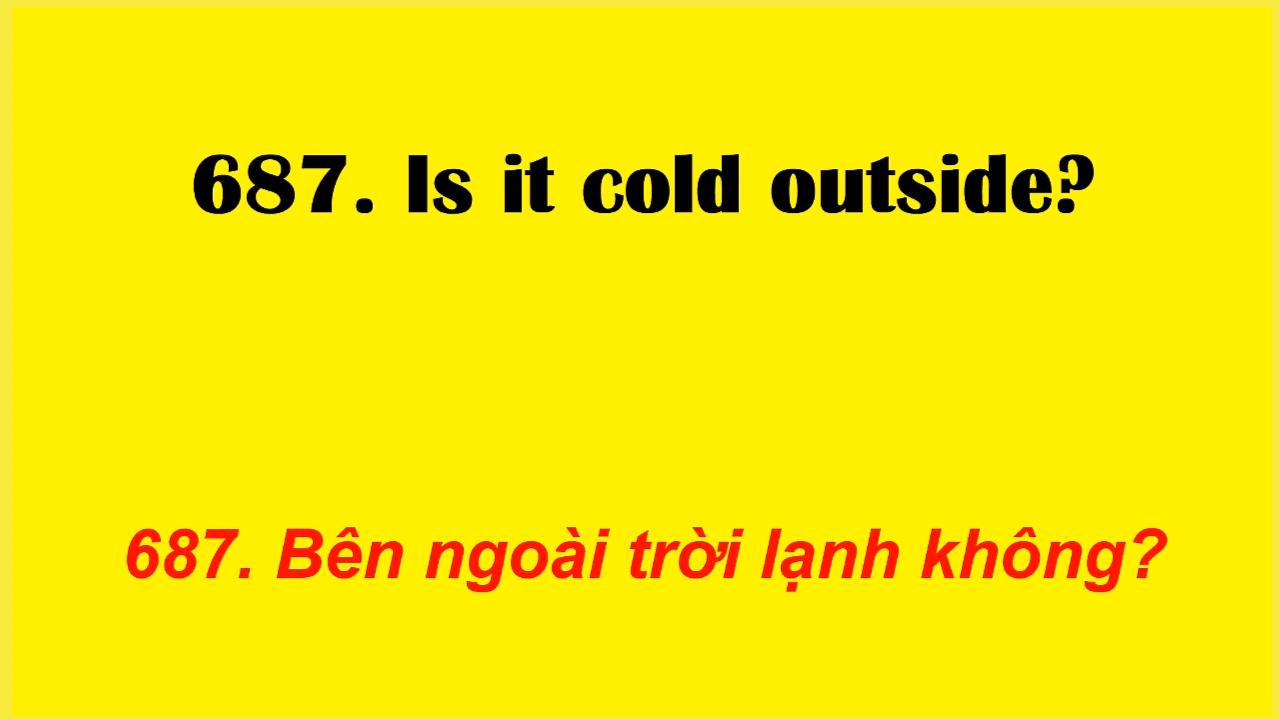 687. Is it cold outside?
687. Bên ngoài trời lạnh không?